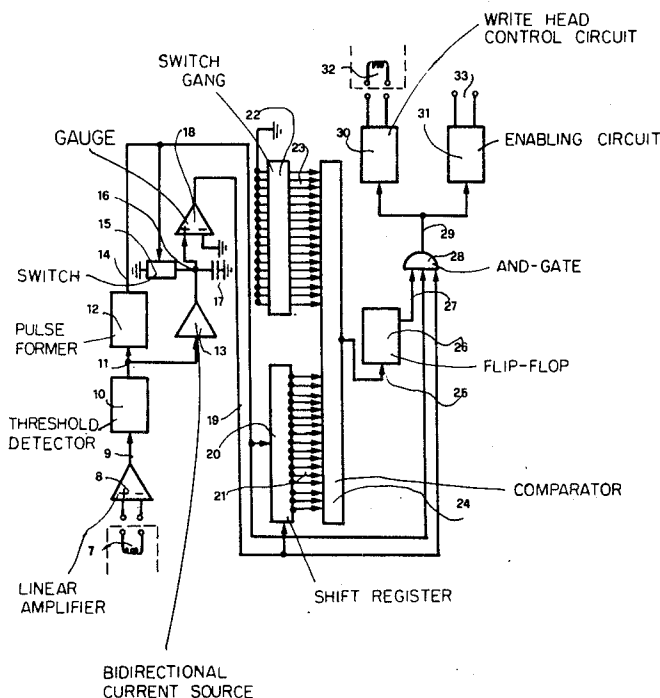 WRITE HEAD
CONTROL CIRCUIT
32
33
SWITCH
GANG
22
30
31
ENABLING CIRCUIT
GAUGE
18
23
16
29
15
14
28
SWITCH
17
AND-GATE
27
12
26
PULSE
FORMER
13
FLIP-FLOP
11
25
10
19
20
THRESHOLD
DETECTOR
9
21
COMPARATOR
24
8
+ −
7
LINEAR
AMPLIFIER
SHIFT REGISTER
BIDIRECTIONAL
CURRENT SOURCE